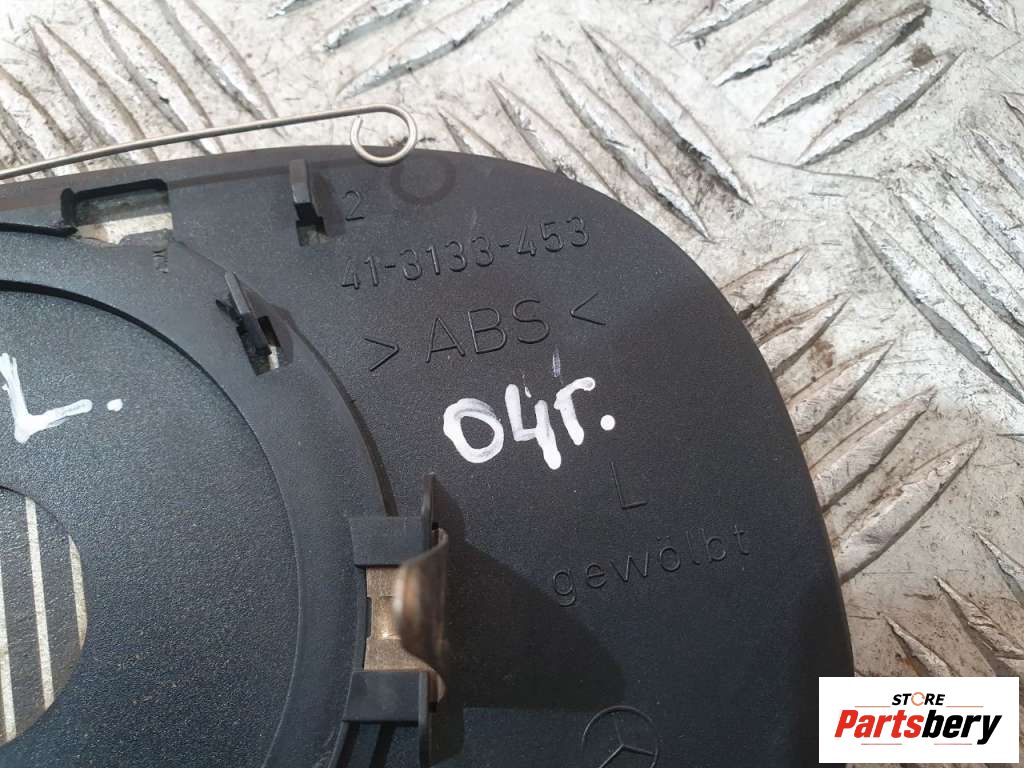 2
41-3133-453
>ABS<
L.
04г.
L
gewölbt
STORE
Partsbery